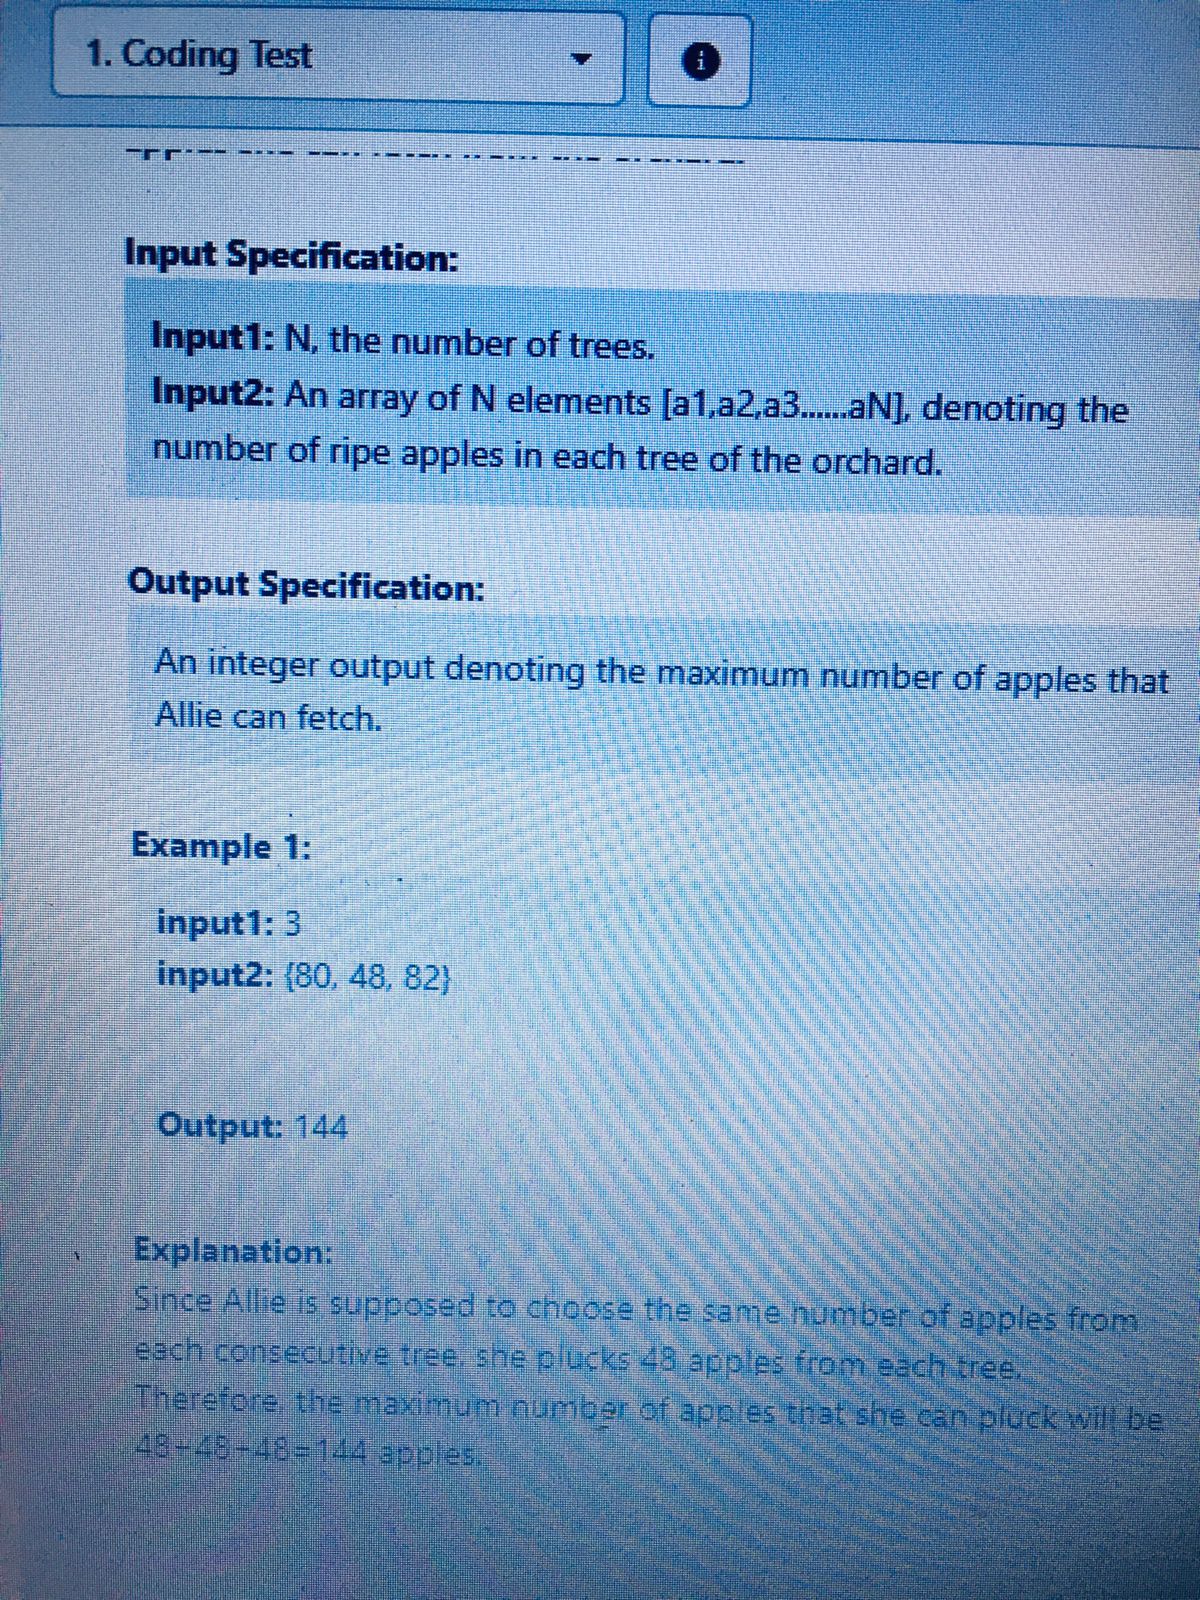 1. Coding Test
i
Input Specification:
Input1: N, the number of trees.
Input2: An array of N elements [a1,a2,a3......aN], denoting the
number of ripe apples in each tree of the orchard.
Output Specification:
An integer output denoting the maximum number of apples that
Allie can fetch.
Example 1:
input1: 3
input2: {80, 48, 82}
Output: 144
Explanation:
Since Allie is supposed to choose the same number of apples from
each consecutive tree, she plucks 48 apples from each tree.
Therefore, the maximum number of apples that she can pluck will be
48+48+48=144 apples.